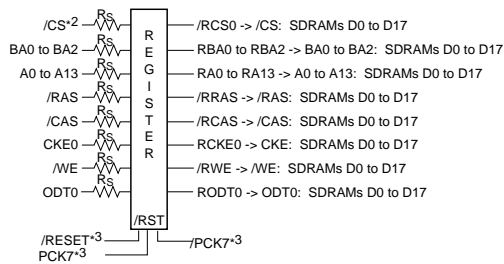 /CS*2 RS /RCS0 -> /CS: SDRAMs D0 to D17
BA0 to BA2 RS RBA0 to RBA2 -> BA0 to BA2: SDRAMs D0 to D17
A0 to A13 RS RA0 to RA13 -> A0 to A13: SDRAMs D0 to D17
/RAS RS /RRAS -> /RAS: SDRAMs D0 to D17
/CAS RS /RCAS -> /CAS: SDRAMs D0 to D17
CKE0 RS RCKE0 -> CKE: SDRAMs D0 to D17
/WE RS /RWE -> /WE: SDRAMs D0 to D17
ODT0 RS RODT0 -> ODT0: SDRAMs D0 to D17
REGISTER
/RST
/RESET*3 /PCK7*3
PCK7*3